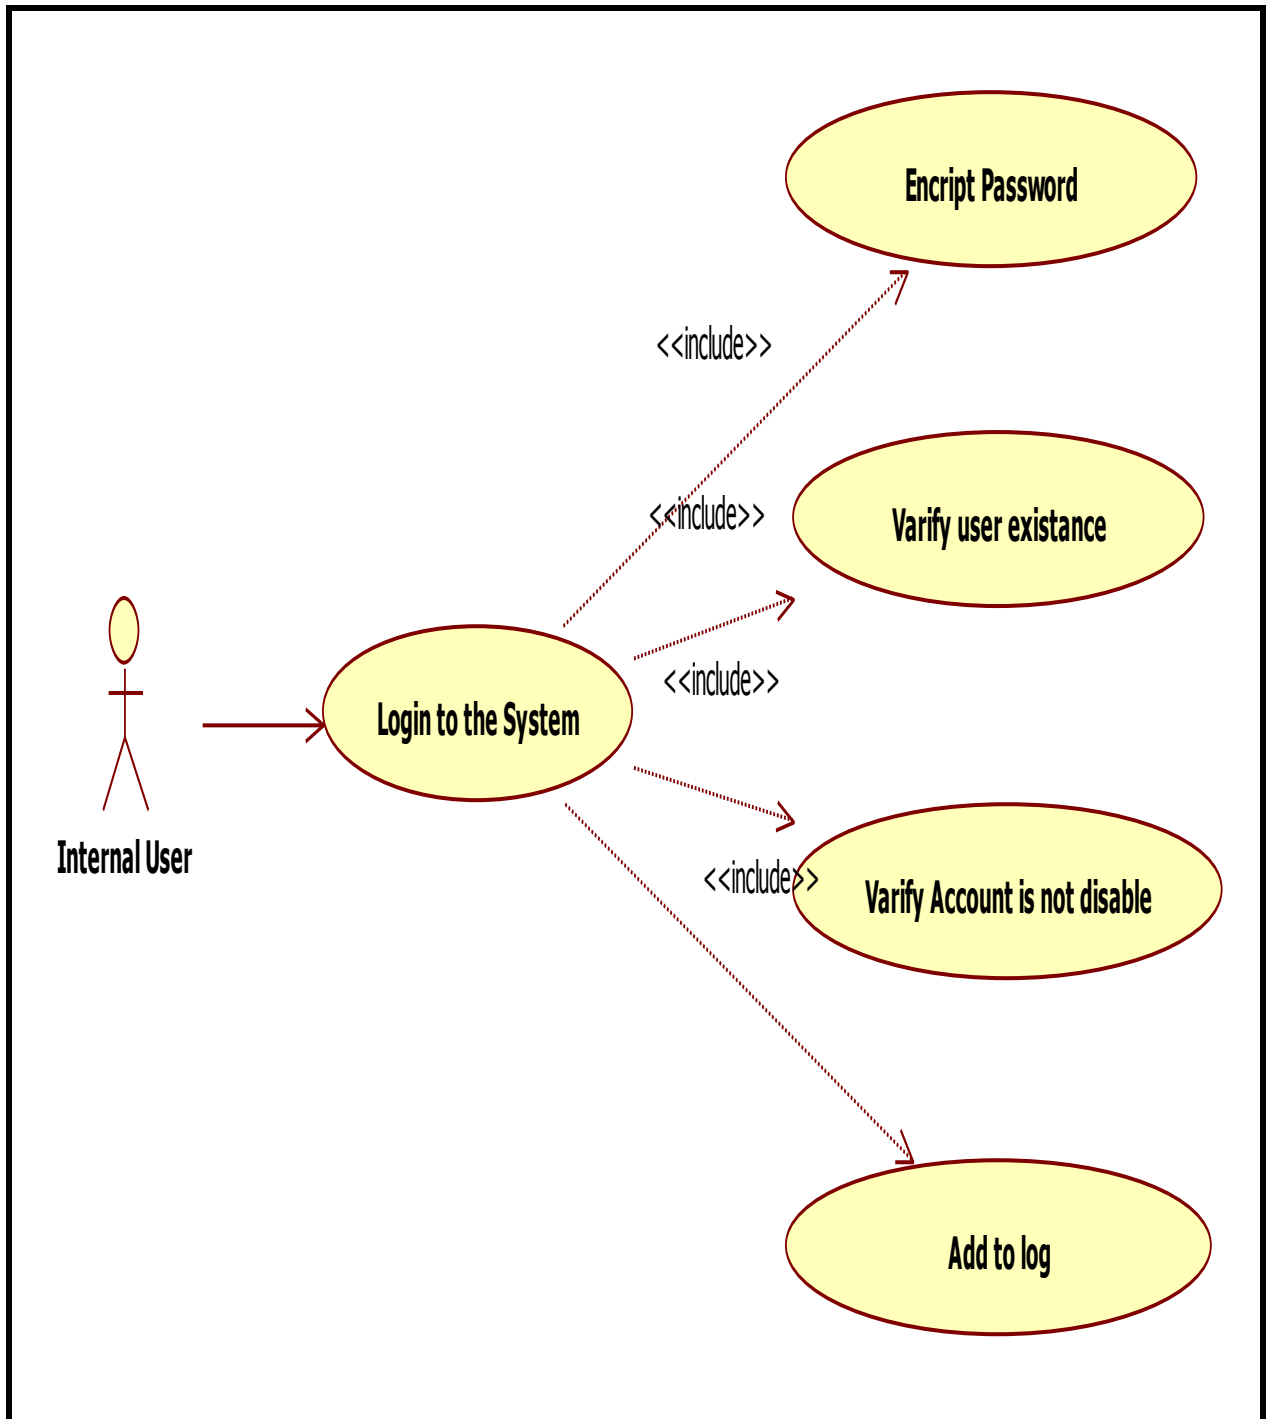 Encript Password
<<include>>
<<include>>
Varify user existance
<<include>>
Login to the System
Internal User
<<include>>
Varify Account is not disable
Add to log